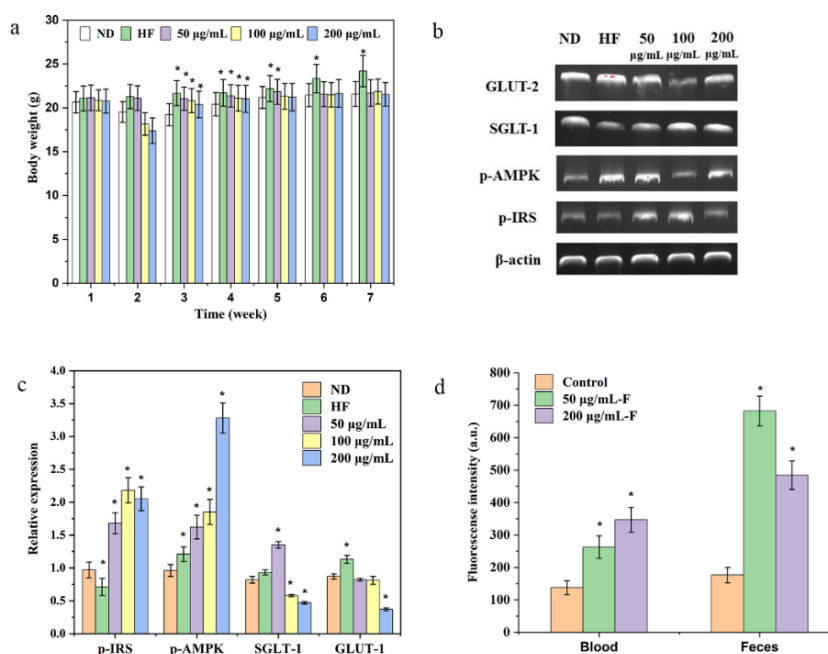 a
ND HF 50 μg/mL 100 μg/mL 200 μg/mL
30
25
20
15
10
5
0
Body weight (g)
* * * * * * * * * * * *
1 2 3 4 5 6 7
Time (week)
b
ND HF 50 100 200
μg/mL μg/mL μg/mL
GLUT-2
SGLT-1
p-AMPK
p-IRS
β-actin
c
ND
HF
50 μg/mL
100 μg/mL
200 μg/mL
4.0
3.5
3.0
2.5
2.0
1.5
1.0
0.5
0.0
Relative expression
* * * * * * * * * * * * *
p-IRS p-AMPK SGLT-1 GLUT-1
d
Control
50 μg/mL-F
200 μg/mL-F
800
700
600
500
400
300
200
100
0
Fluorescense intensity (a.u.)
* * * *
Blood Feces